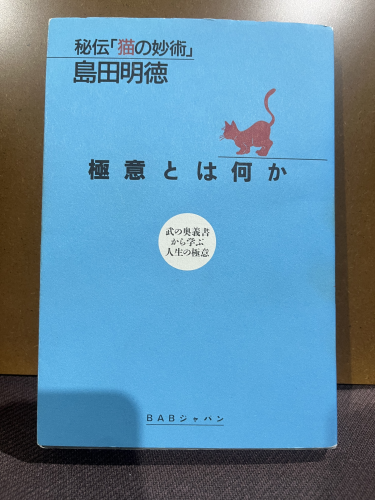 秘伝「猫の妙術」
島田明徳
極意とは何か
武の奥義書
から学ぶ
人生の極意
BABジャパン